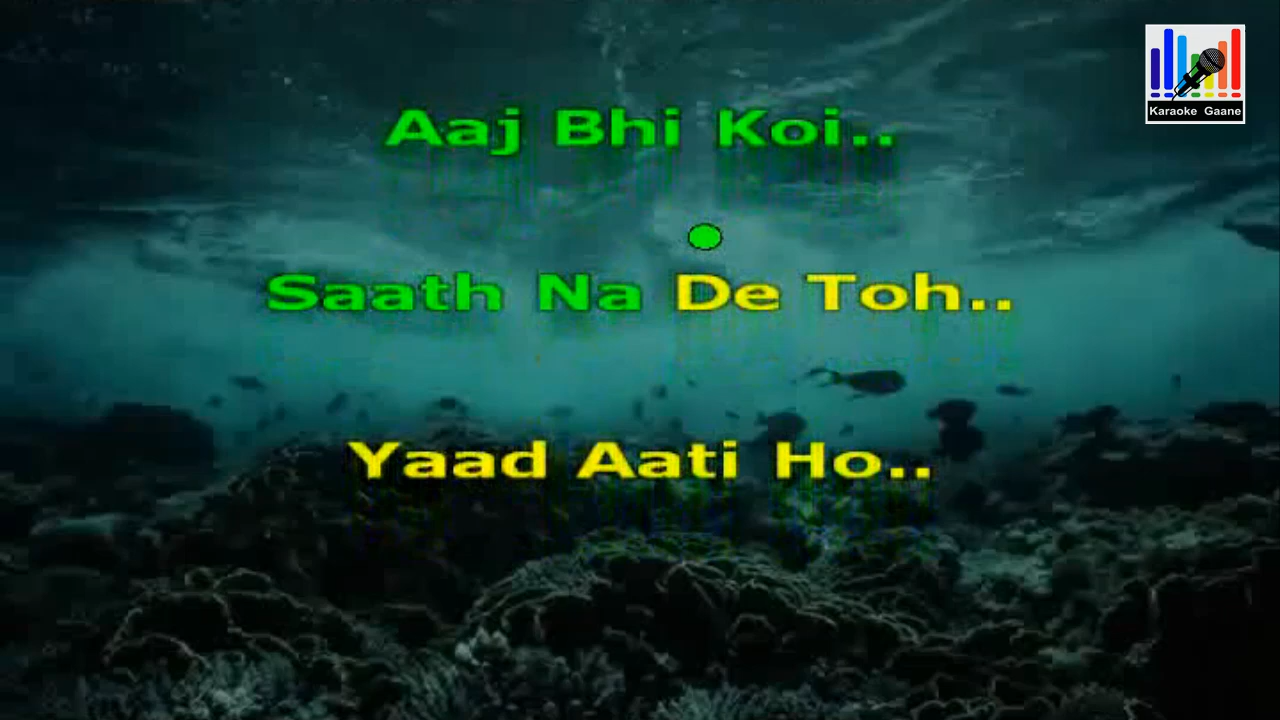 Karaoke Gaane
Aaj Bhi Koi..
Saath Na De Toh..
Yaad Aati Ho..